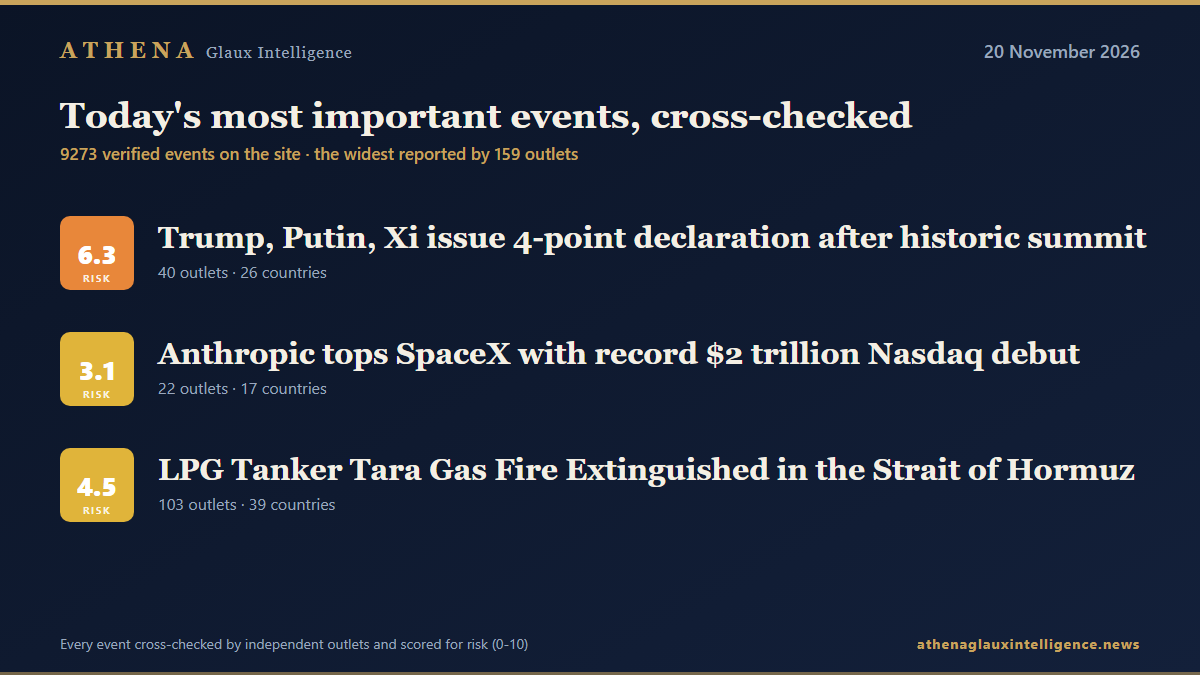 ATHENA Glaux Intelligence
20 November 2026
Today's most important events, cross-checked
9273 verified events on the site · the widest reported by 159 outlets
6.3
RISK
Trump, Putin, Xi issue 4-point declaration after historic summit
40 outlets · 26 countries
3.1
RISK
Anthropic tops SpaceX with record $2 trillion Nasdaq debut
22 outlets · 17 countries
4.5
RISK
LPG Tanker Tara Gas Fire Extinguished in the Strait of Hormuz
103 outlets · 39 countries
Every event cross-checked by independent outlets and scored for risk (0-10)
athenaglauxintelligence.news